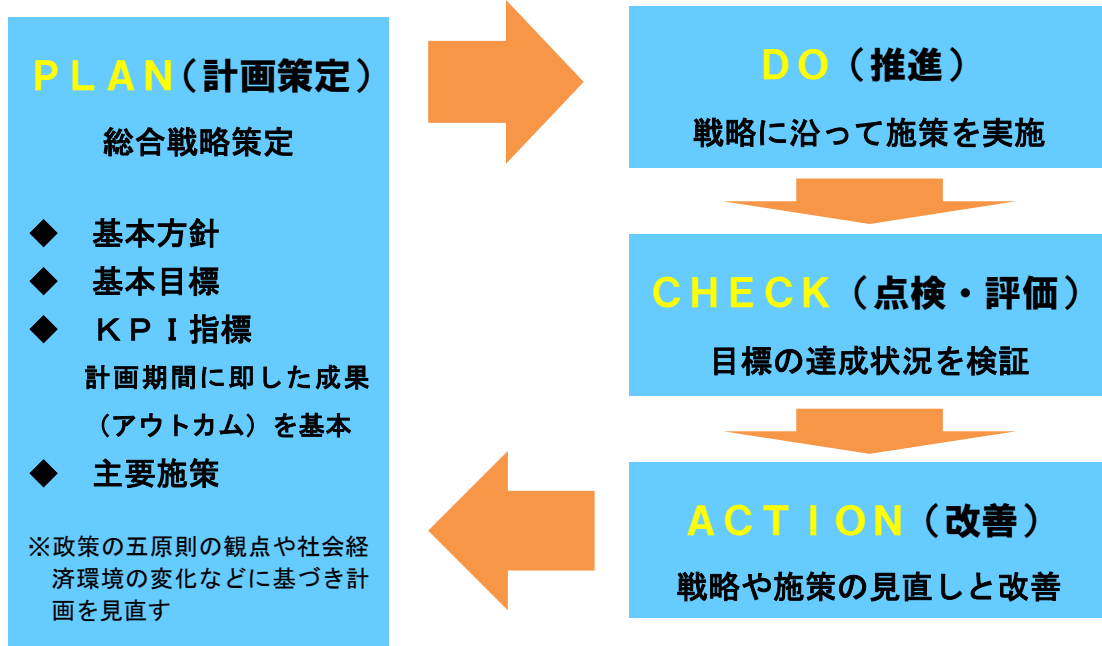 ＰＬＡＮ（計画策定）
総合戦略策定
◆　基本方針
◆　基本目標
◆　ＫＰＩ指標
計画期間に即した成果
（アウトカム）を基本
◆　主要施策
※政策の五原則の観点や社会経
済環境の変化などに基づき計
画を見直す
ＤＯ（推進）
戦略に沿って施策を実施
ＣＨＥＣＫ（点検・評価）
目標の達成状況を検証
ＡＣＴＩＯＮ（改善）
戦略や施策の見直しと改善